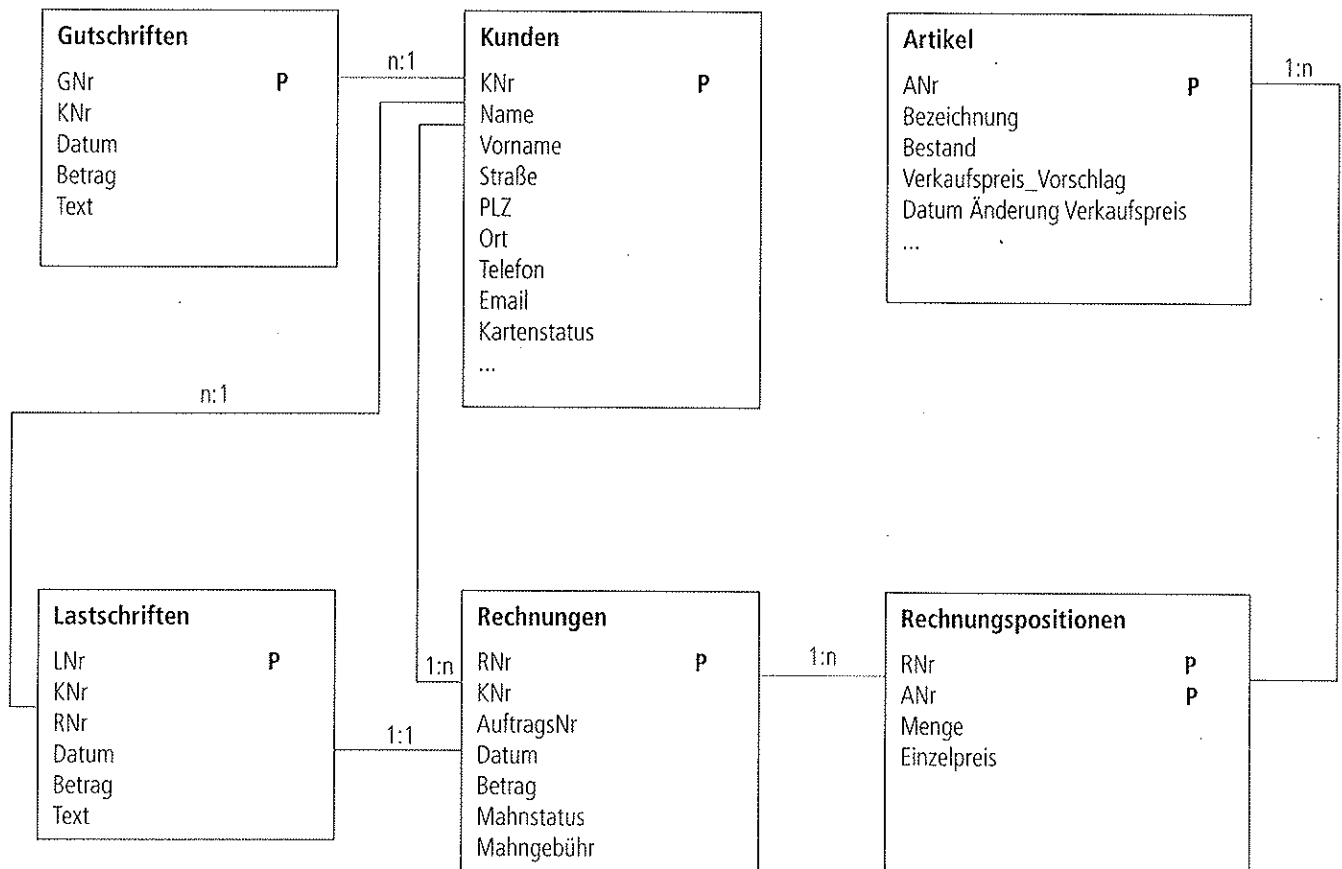 Gutschriften
GNr P
KNr
Datum
Betrag
Text
n:1
Kunden
KNr P
Name
Vorname
Straße
PLZ
Ort
Telefon
Email
Kartenstatus
...
Artikel
ANr P
Bezeichnung
Bestand
Verkaufspreis_Vorschlag
Datum Änderung Verkaufspreis
...
1:n
n:1
Lastschriften
LNr P
KNr
RNr
Datum
Betrag
Text
1:n
1:1
Rechnungen
RNr P
KNr
AuftragsNr
Datum
Betrag
Mahnstatus
Mahngebühr
1:n
Rechnungspositionen
RNr P
ANr P
Menge
Einzelpreis